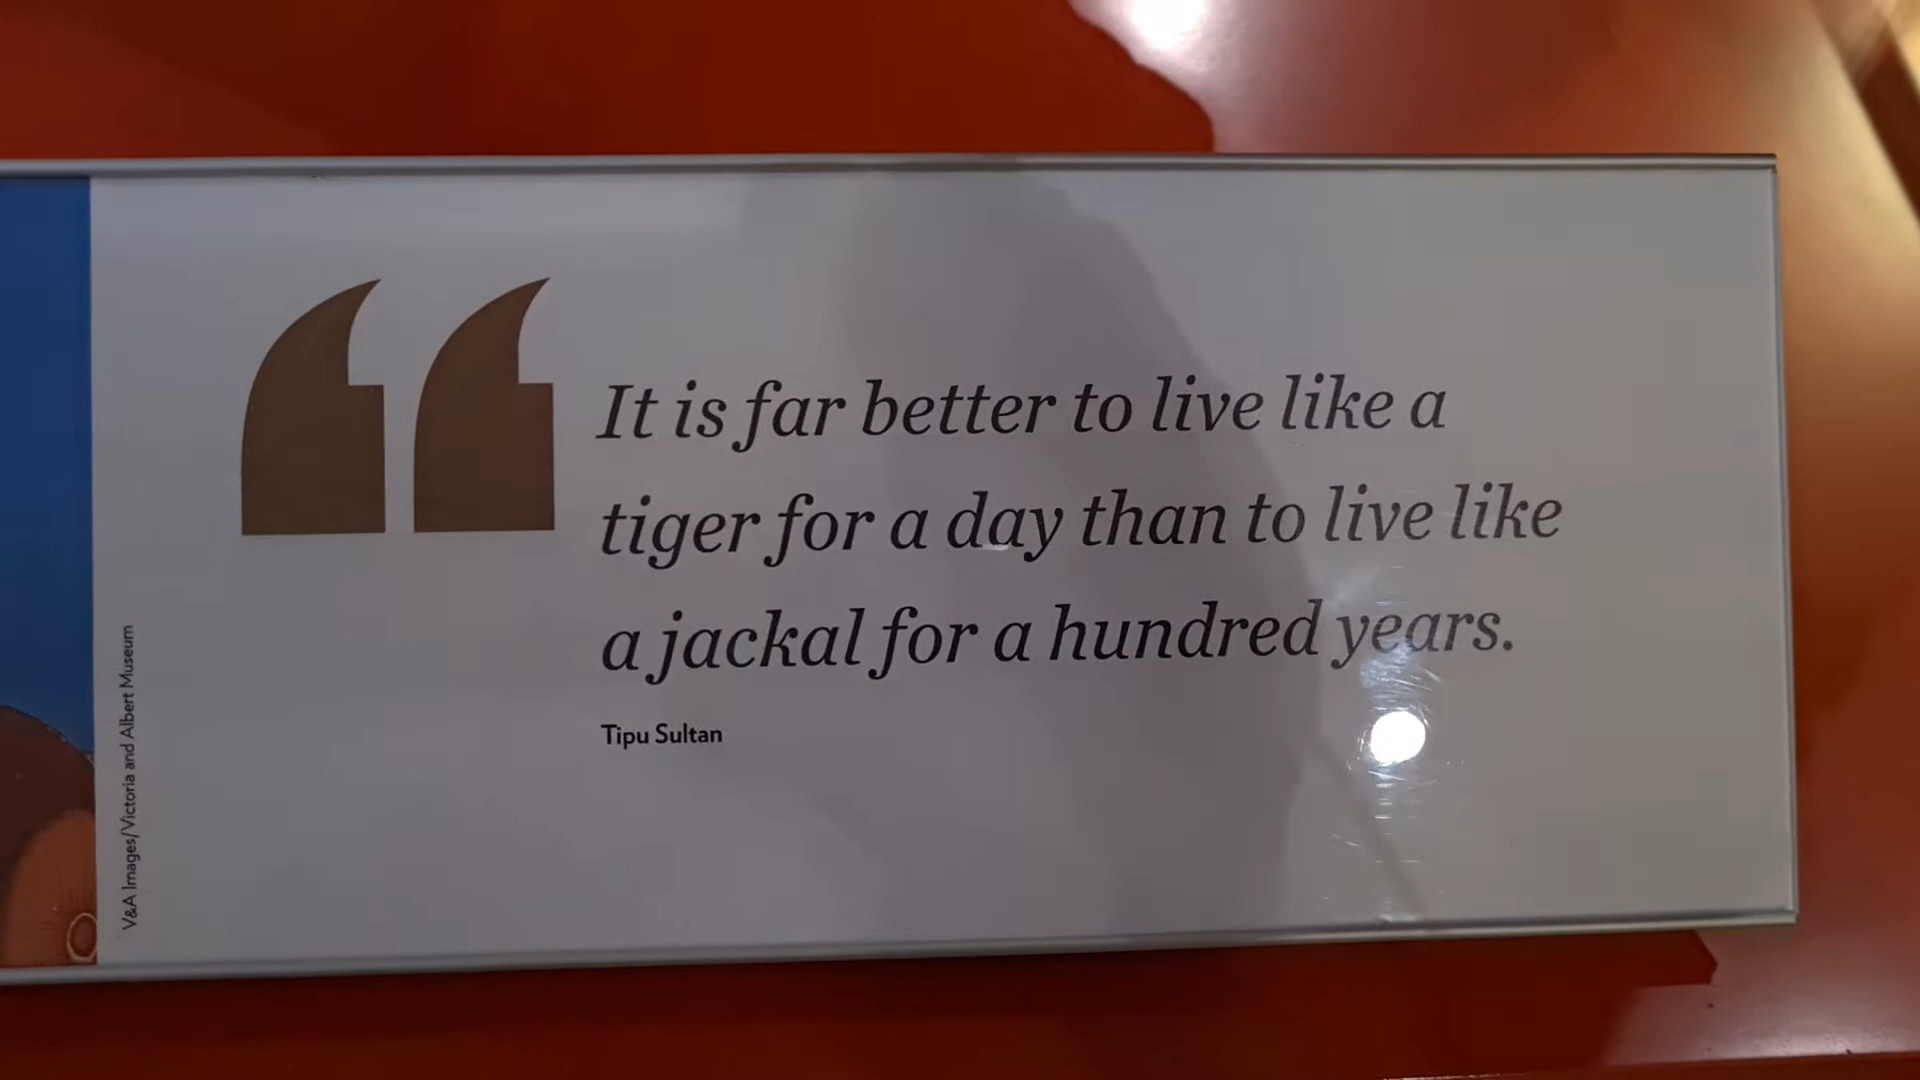 It is far better to live like a
tiger for a day than to live like
a jackal for a hundred years.
Tipu Sultan
V&A Images/Victoria and Albert Museum